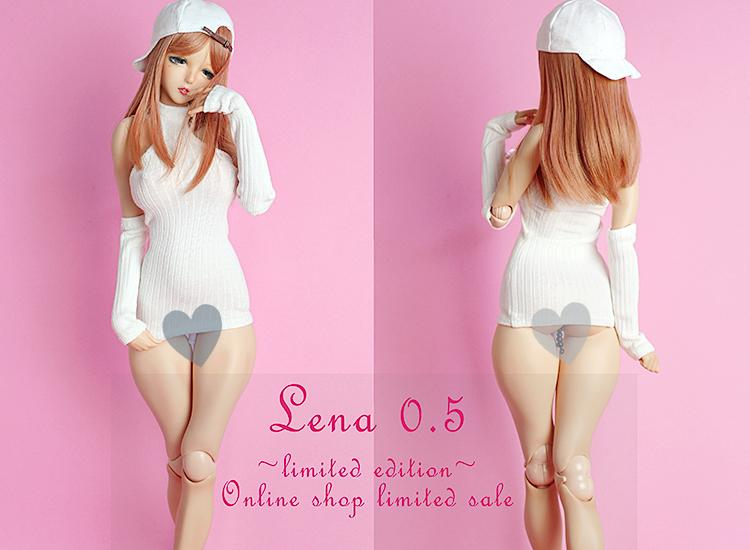 Lena 0.5
~limited edition~
Online shop limited sale